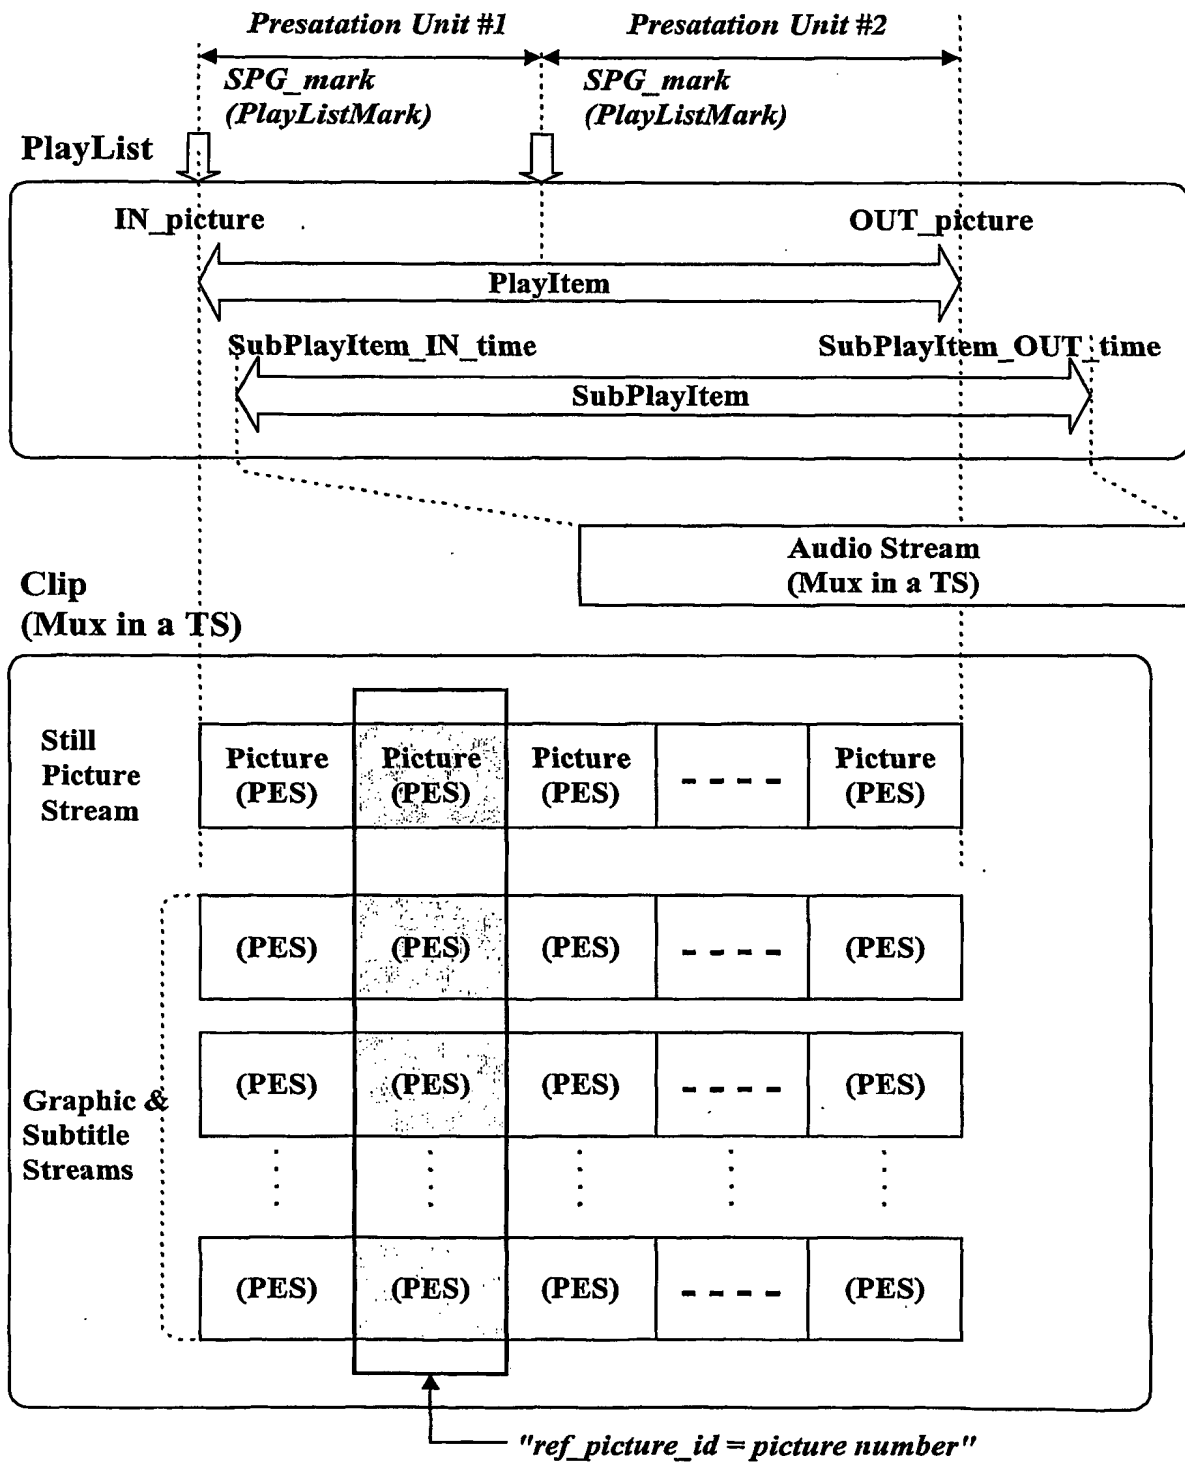 Presatation Unit #1
Presatation Unit #2
SPG_mark
(PlayListMark)
SPG_mark
(PlayListMark)
PlayList
IN_picture
OUT_picture
PlayItem
SubPlayItem_IN_time
SubPlayItem_OUT_time
SubPlayItem
Audio Stream
(Mux in a TS)
Clip
(Mux in a TS)
Still
Picture
Stream
Picture
(PES)
Picture
(PES)
Picture
(PES)
Picture
(PES)
(PES)
(PES)
(PES)
(PES)
(PES)
(PES)
(PES)
(PES)
Graphic &
Subtitle
Streams
(PES)
(PES)
(PES)
(PES)
"ref_picture_id = picture number"